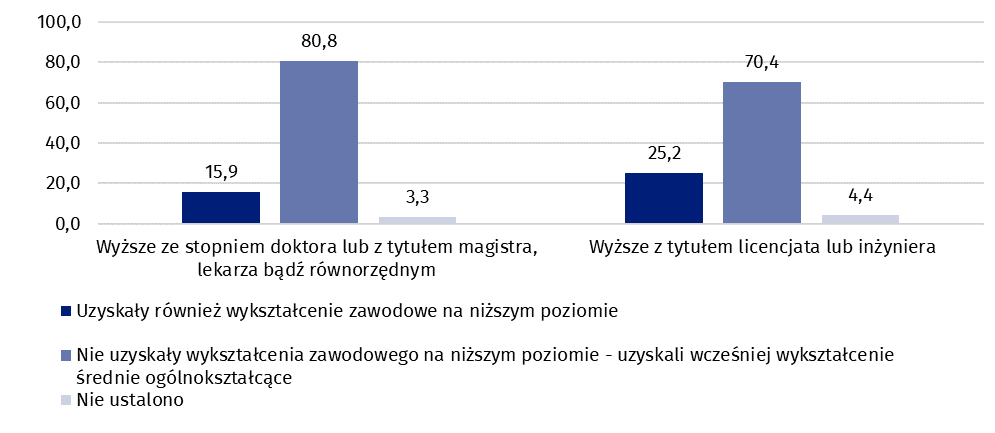 100,0
80,0
60,0
40,0
20,0
0,0
80,8
70,4
15,9
25,2
3,3
4,4
Wyższe ze stopniem doktora lub z tytułem magistra,
lekarza bądź równorzędnym
Wyższe z tytułem licencjata lub inżyniera
Uzyskały również wykształcenie zawodowe na niższym poziomie
Nie uzyskały wykształcenia zawodowego na niższym poziomie - uzyskali wcześniej wykształcenie
średnie ogólnokształcące
Nie ustalono